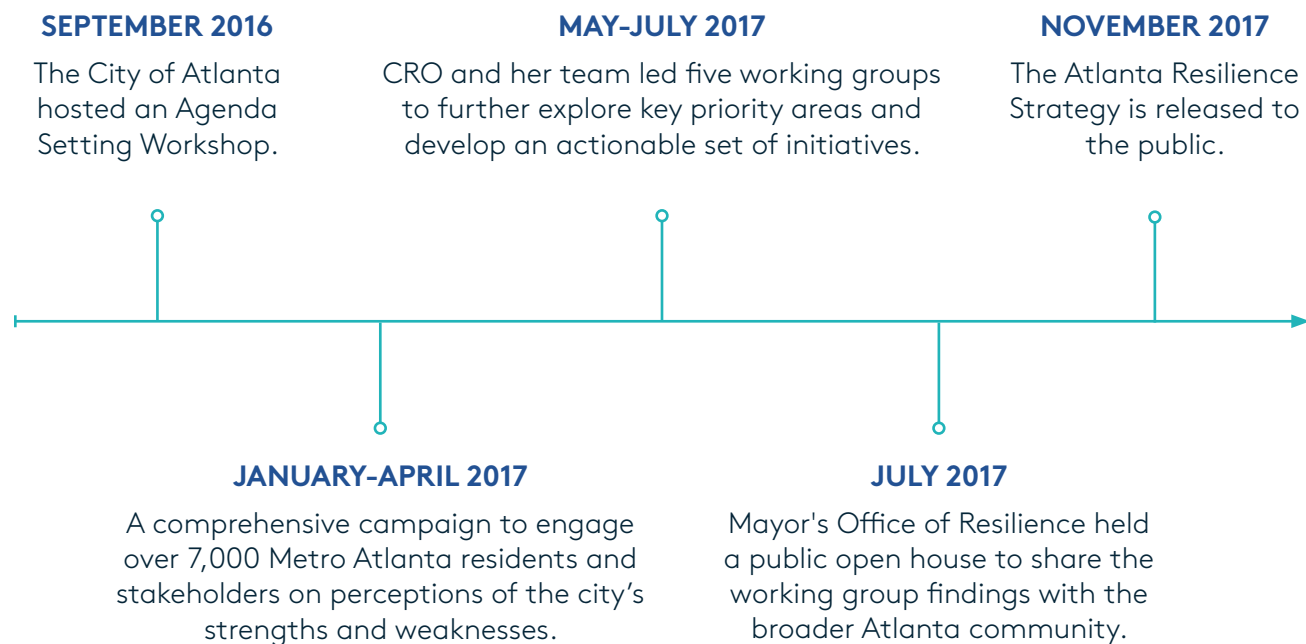 SEPTEMBER 2016
The City of Atlanta
hosted an Agenda
Setting Workshop.
MAY-JULY 2017
CRO and her team led five working groups
to further explore key priority areas and
develop an actionable set of initiatives.
NOVEMBER 2017
The Atlanta Resilience
Strategy is released to
the public.
JANUARY-APRIL 2017
A comprehensive campaign to engage
over 7,000 Metro Atlanta residents and
stakeholders on perceptions of the city’s
strengths and weaknesses.
JULY 2017
Mayor's Office of Resilience held
a public open house to share the
working group findings with the
broader Atlanta community.